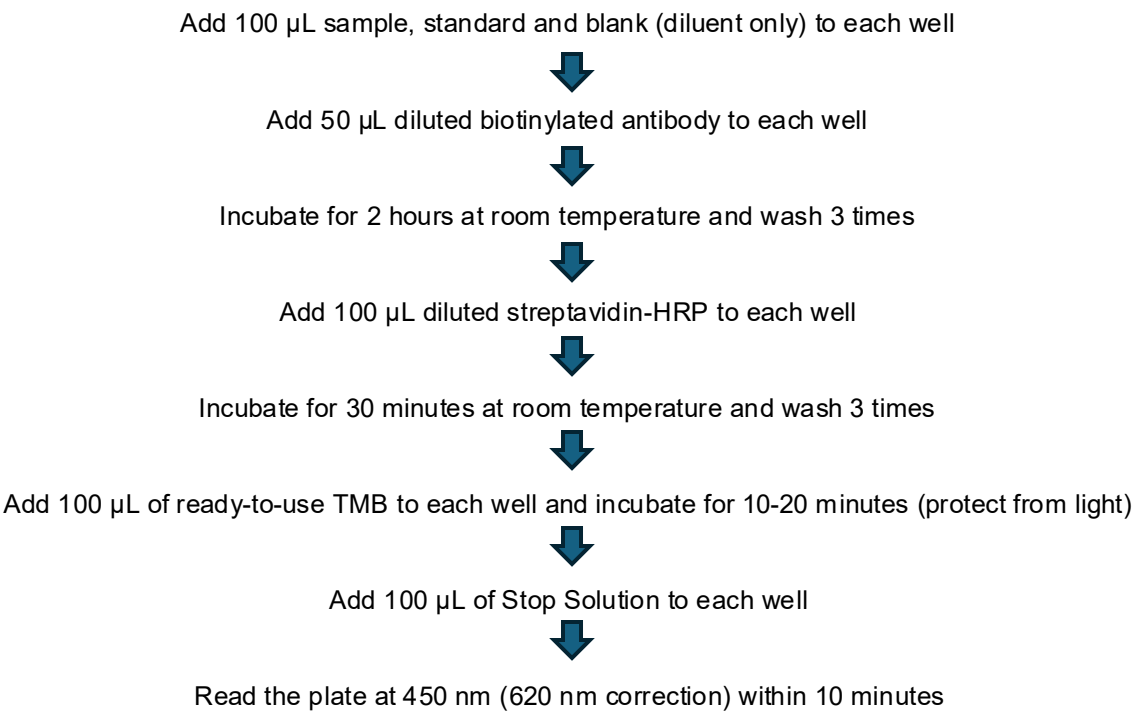 Add 100 µL sample, standard and blank (diluent only) to each well
Add 50 µL diluted biotinylated antibody to each well
Incubate for 2 hours at room temperature and wash 3 times
Add 100 µL diluted streptavidin-HRP to each well
Incubate for 30 minutes at room temperature and wash 3 times
Add 100 µL of ready-to-use TMB to each well and incubate for 10-20 minutes (protect from light)
Add 100 µL of Stop Solution to each well
Read the plate at 450 nm (620 nm correction) within 10 minutes